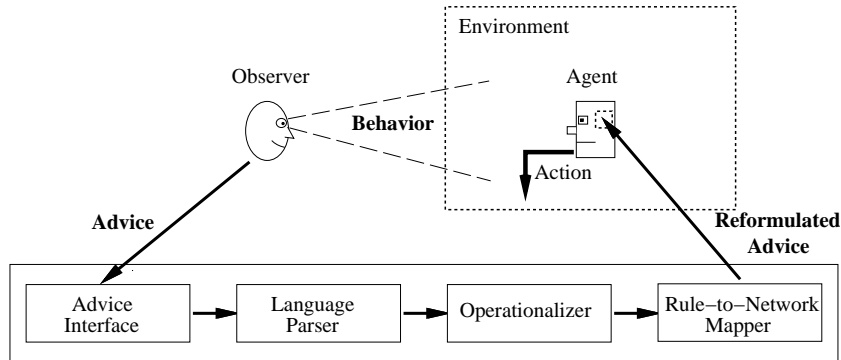 Environment
Observer
Agent
Behavior
Action
Advice
Reformulated
Advice
Advice
Interface
Language
Parser
Operationalizer
Rule−to−Network
Mapper